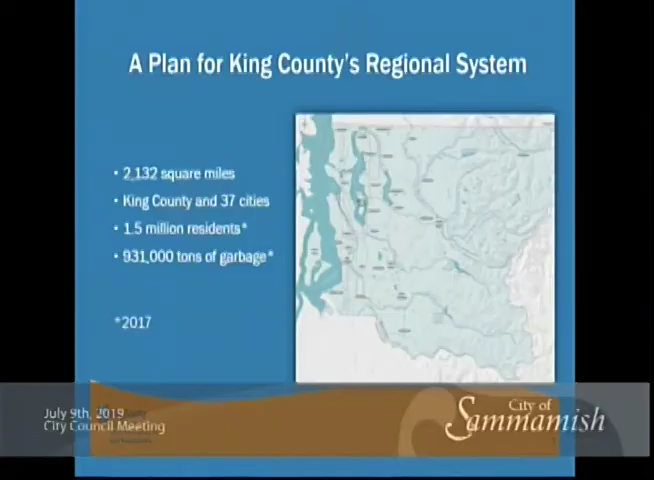 A Plan for King County's Regional System
• 2,132 square miles
• King County and 37 cities
• 1.5 million residents*
• 931,000 tons of garbage*
*2017
July 9th, 2019
City Council Meeting
City of
Sammamish